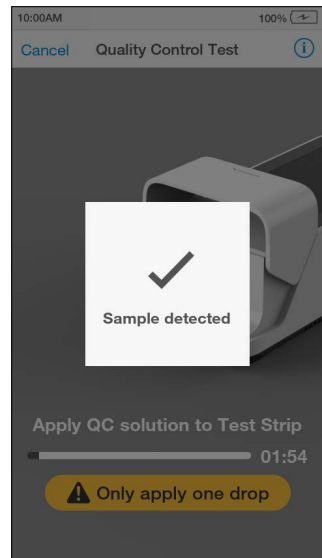 10:00AM 100%
Cancel Quality Control Test i
Sample detected
Apply QC solution to Test Strip
01:54
Only apply one drop